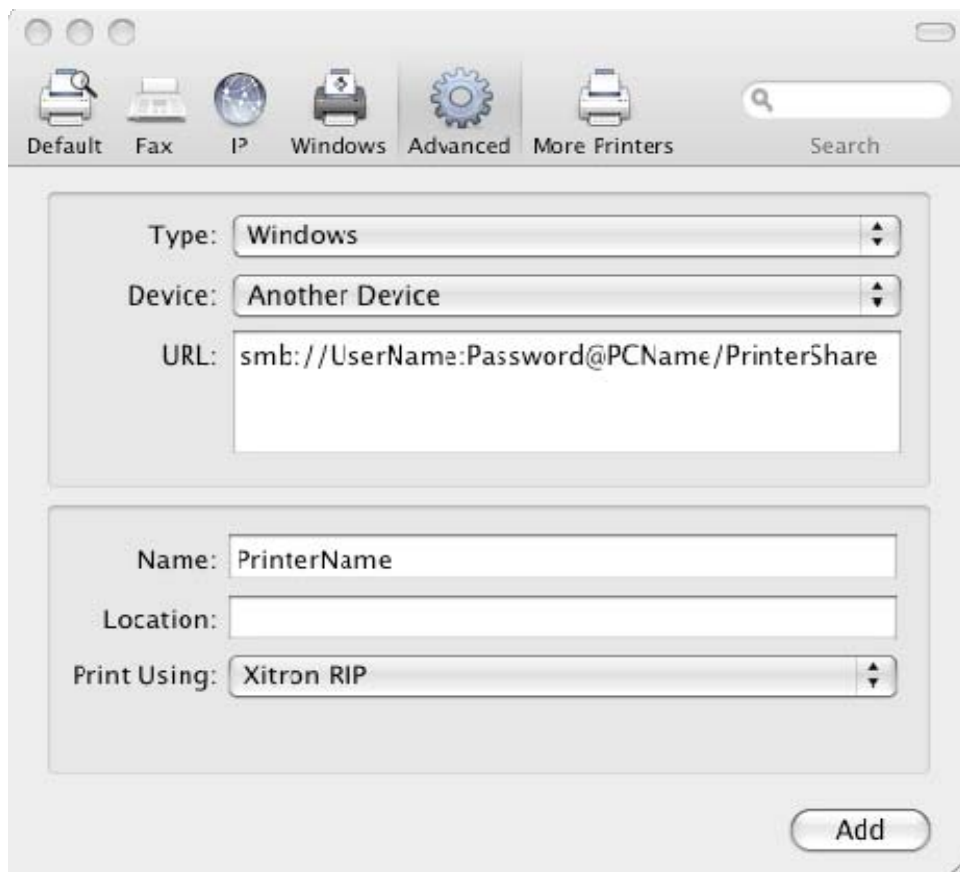 Default Fax IP Windows Advanced More Printers Search
Type: Windows
Device: Another Device
URL: smb://UserName:Password@PCName/PrinterShare
Name: PrinterName
Location:
Print Using: Xitron RIP
Add